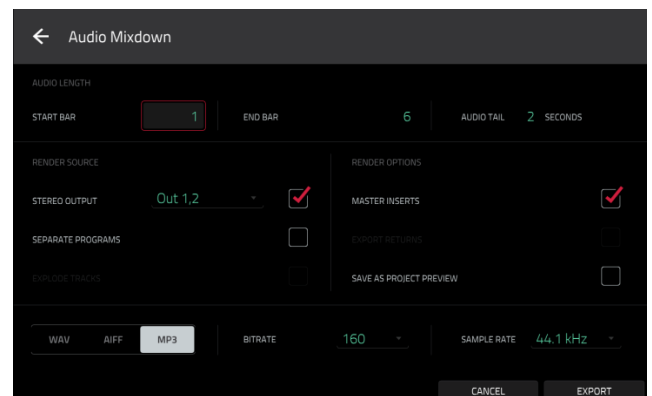 Audio Mixdown
AUDIO LENGTH
START BAR 1 END BAR 6 AUDIO TAIL 2 SECONDS
RENDER SOURCE RENDER OPTIONS
STEREO OUTPUT Out 1,2 MASTER INSERTS
SEPARATE PROGRAMS EXPORT RETURNS
EXPLODE TRACKS SAVE AS PROJECT PREVIEW
WAV AIFF MP3 BITRATE 160 SAMPLE RATE 44.1 kHz
CANCEL EXPORT